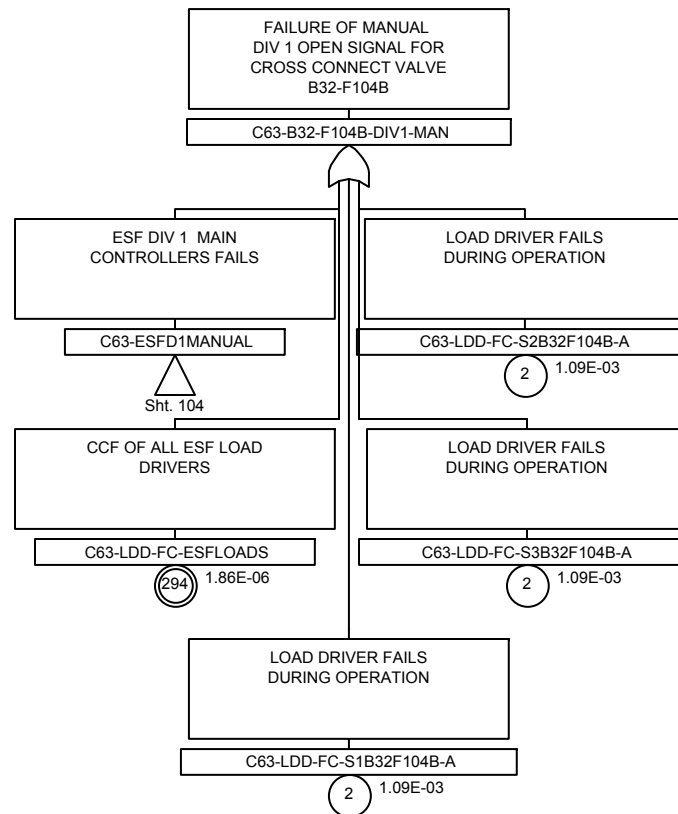 FAILURE OF MANUAL
DIV 1 OPEN SIGNAL FOR
CROSS CONNECT VALVE
B32-F104B
C63-B32-F104B-DIV1-MAN
ESF DIV 1 MAIN
CONTROLLERS FAILS
C63-ESFD1MANUAL
Sht. 104
LOAD DRIVER FAILS
DURING OPERATION
C63-LDD-FC-S2B32F104B-A
2
1.09E-03
CCF OF ALL ESF LOAD
DRIVERS
C63-LDD-FC-ESFLOADS
294
1.86E-06
LOAD DRIVER FAILS
DURING OPERATION
C63-LDD-FC-S3B32F104B-A
2
1.09E-03
LOAD DRIVER FAILS
DURING OPERATION
C63-LDD-FC-S1B32F104B-A
2
1.09E-03